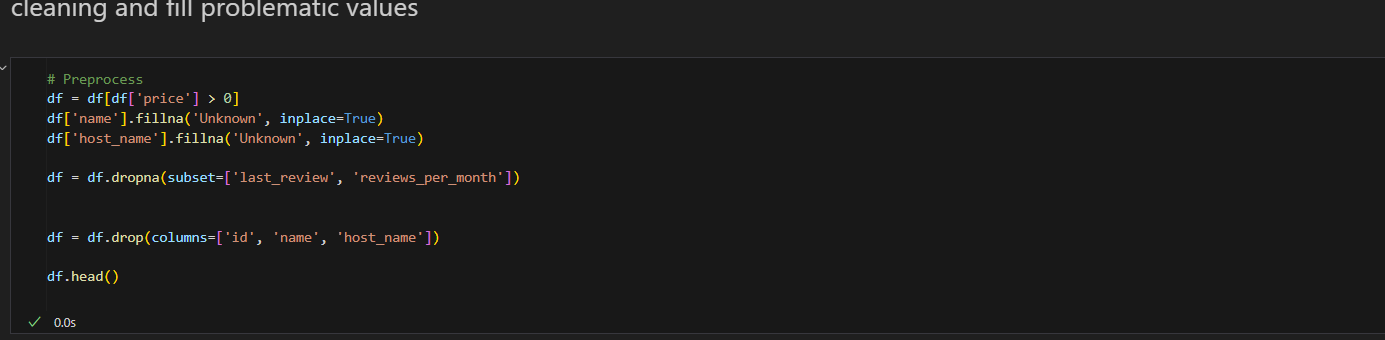 cleaning and fill problematic values
# Preprocess
df = df[df['price'] > 0]
df['name'].fillna('Unknown', inplace=True)
df['host_name'].fillna('Unknown', inplace=True)
df = df.dropna(subset=['last_review', 'reviews_per_month'])
df = df.drop(columns=['id', 'name', 'host_name'])
df.head()
0.0s